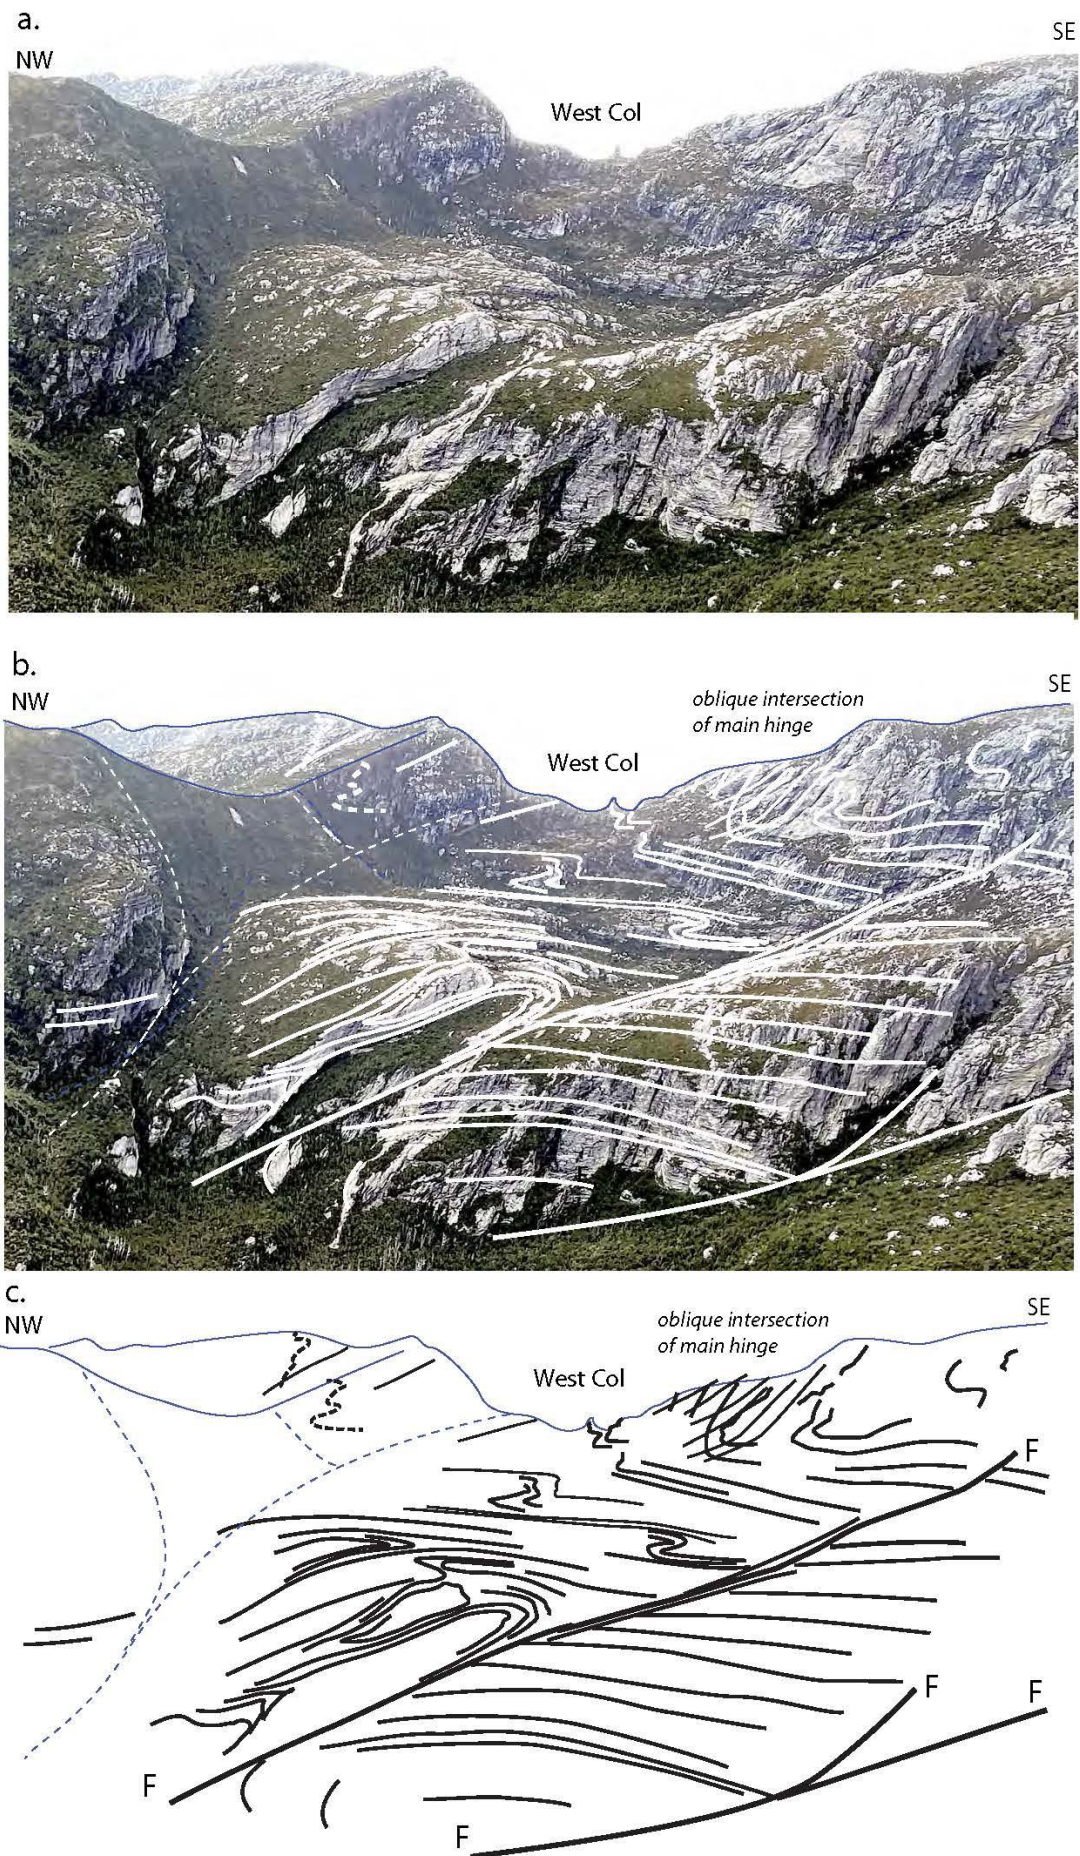 a.
NW
SE
West Col
b.
NW
SE
oblique intersection
of main hinge
West Col
F
c.
NW
SE
oblique intersection
of main hinge
West Col
F
F
F
F
F